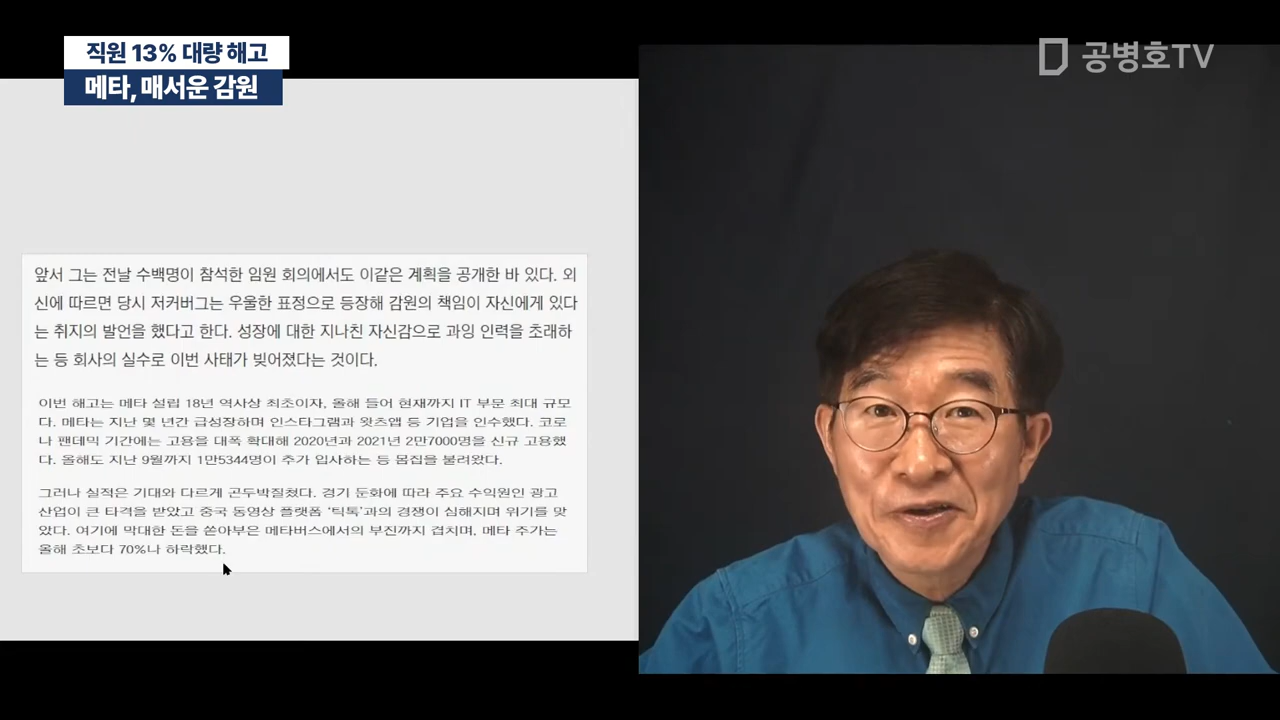 직원 13% 대량 해고
메타, 매서운 감원
공병호TV
앞서 그는 전날 수백명이 참석한 임원 회의에서도 이같은 계획을 공개한 바 있다. 외
신에 따르면 당시 저커버그는 우울한 표정으로 등장해 감원의 책임이 자신에게 있다
는 취지의 발언을 했다고 한다. 성장에 대한 지나친 자신감으로 과잉 인력을 초래하
는 등 회사의 실수로 이번 사태가 빚어졌다는 것이다.
이번 해고는 메타 설립 18년 역사상 최초이자, 올해 들어 현재까지 IT 부문 최대 규모
다. 메타는 지난 몇 년간 급성장하며 인스타그램과 왓츠앱 등 기업을 인수했다. 코로
나 팬데믹 기간에는 고용을 대폭 확대해 2020년과 2021년 2만7000명을 신규 고용했
다. 올해도 지난 9월까지 1만5344명이 추가 입사하는 등 몸집을 불려왔다.
그러나 실적은 기대와 다르게 곤두박질쳤다. 경기 둔화에 따라 주요 수익원인 광고
산업이 큰 타격을 받았고 중국 동영상 플랫폼 ‘틱톡’과의 경쟁이 심해지며 위기를 맞
았다. 여기에 막대한 돈을 쏟아부은 메타버스에서의 부진까지 겹치며, 메타 주가는
올해 초보다 70%나 하락했다.